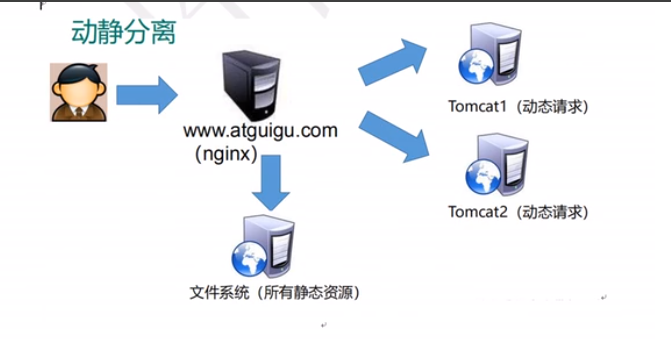 动静分离
www.atguigu.com
（nginx）
Tomcat1（动态请求）
Tomcat2（动态请求）
文件系统（所有静态资源）